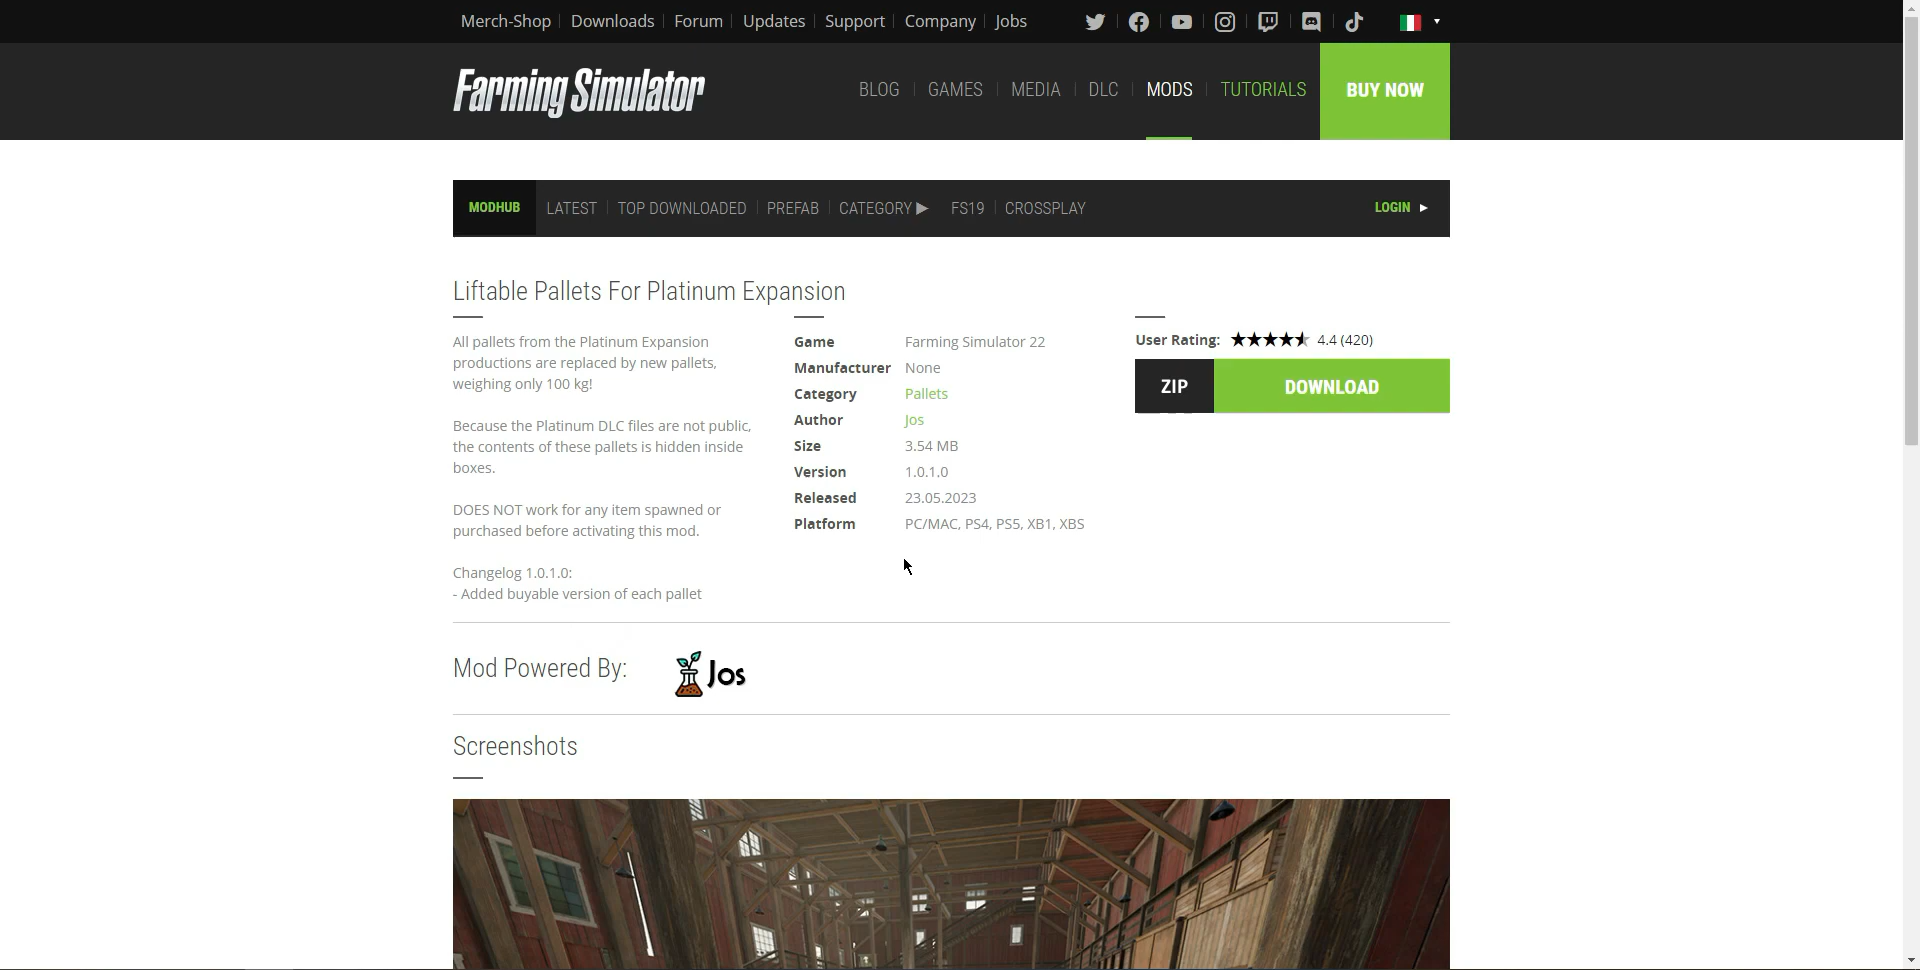 Merch-Shop Downloads Forum Updates Support Company Jobs
Farming Simulator
BLOG GAMES MEDIA DLC MODS TUTORIALS BUY NOW
MODHUB LATEST TOP DOWNLOADED PREFAB CATEGORY ▶ FS19 CROSSPLAY LOGIN ▶
Liftable Pallets For Platinum Expansion
All pallets from the Platinum Expansion
productions are replaced by new pallets,
weighing only 100 kg!
Because the Platinum DLC files are not public,
the contents of these pallets is hidden inside
boxes.
DOES NOT work for any item spawned or
purchased before activating this mod.
Changelog 1.0.1.0:
- Added buyable version of each pallet
Game Farming Simulator 22
Manufacturer None
Category Pallets
Author Jos
Size 3.54 MB
Version 1.0.1.0
Released 23.05.2023
Platform PC/MAC, PS4, PS5, XB1, XBS
User Rating: 4.4 (420)
ZIP DOWNLOAD
Mod Powered By: Jos
Screenshots